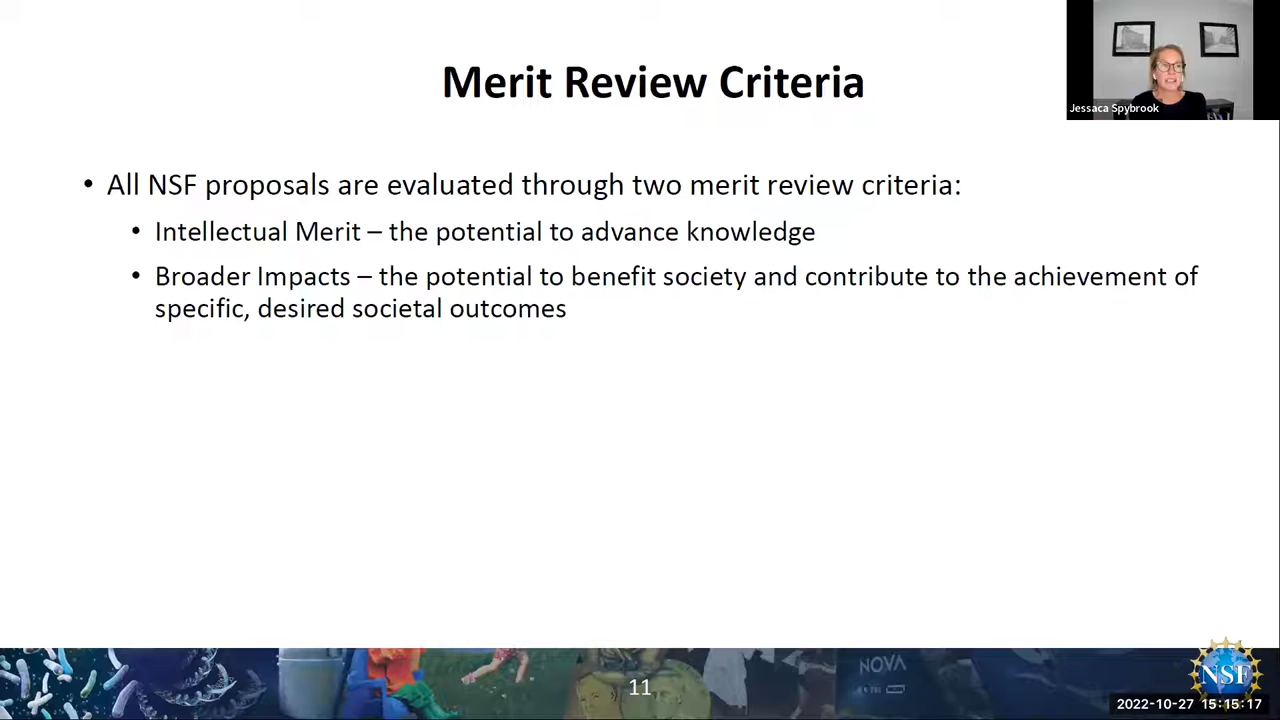 Merit Review Criteria
Jessaca Spybrook
• All NSF proposals are evaluated through two merit review criteria:
• Intellectual Merit – the potential to advance knowledge
• Broader Impacts – the potential to benefit society and contribute to the achievement of
specific, desired societal outcomes
NOVA
11
NSF
2022-10-27 15:15:17